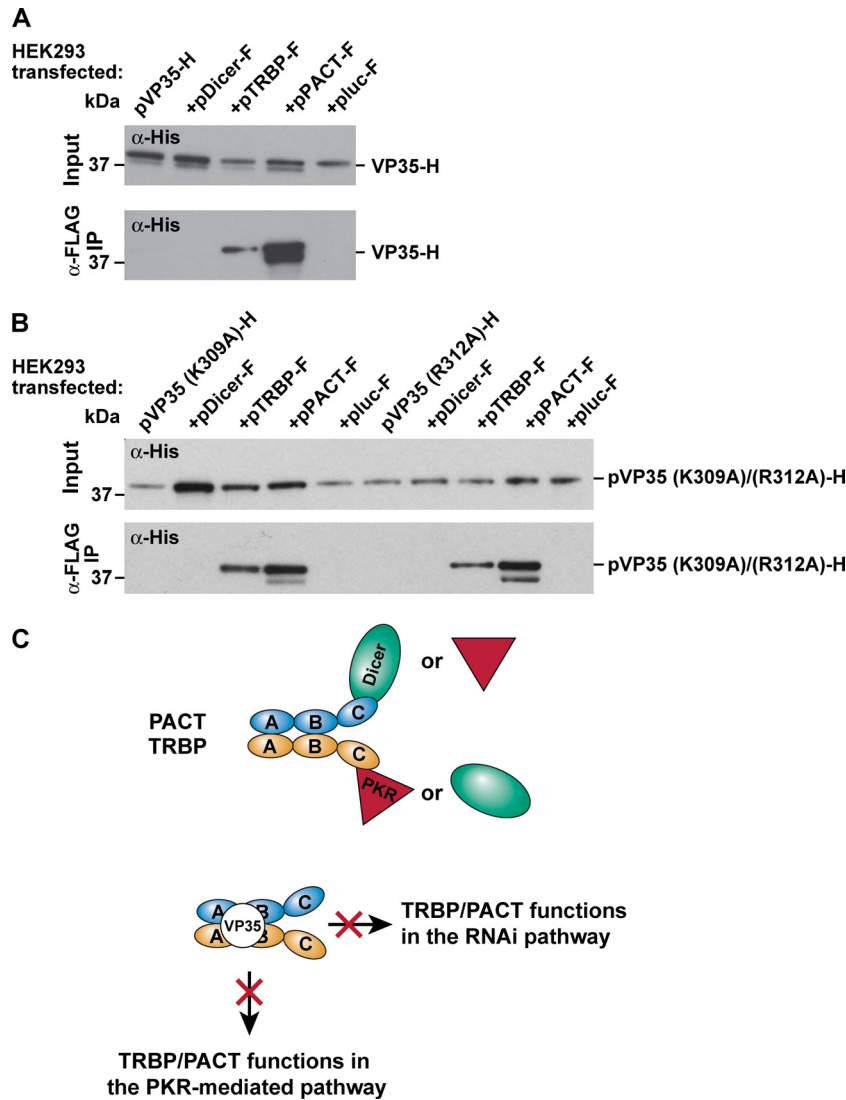 A
HEK293
transfected:
pVP35-H
+pDicer-F
+pTRBP-F
+pPACT-F
+pluc-F
kDa
Input
α-His
37
VP35-H
α-FLAG
IP
α-His
37
VP35-H
B
HEK293
transfected:
pVP35 (K309A)-H
+pDicer-F
+pTRBP-F
+pPACT-F
+pluc-F
pVP35 (R312A)-H
+pDicer-F
+pTRBP-F
+pPACT-F
+pluc-F
kDa
Input
α-His
37
pVP35 (K309A)/(R312A)-H
α-FLAG
IP
α-His
37
pVP35 (K309A)/(R312A)-H
C
Dicer
or
PACT
A B C
TRBP
A B C
PKR
or
A B C
VP35
A B C
TRBP/PACT functions
in the RNAi pathway
TRBP/PACT functions in
the PKR-mediated pathway